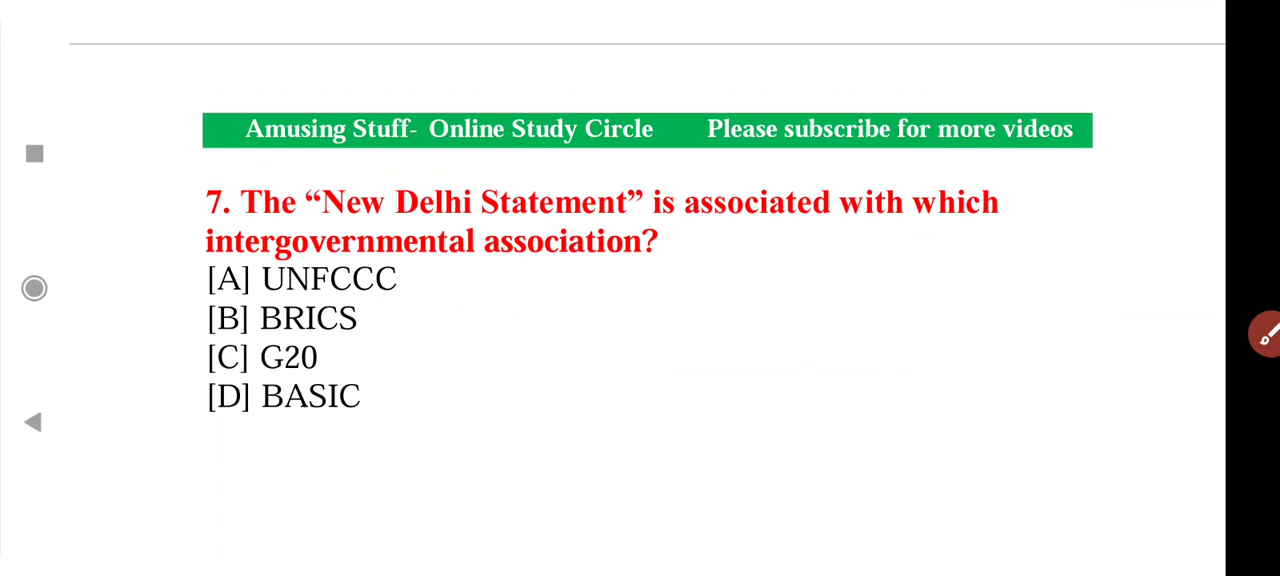 Amusing Stuff- Online Study Circle Please subscribe for more videos
7. The “New Delhi Statement” is associated with which
intergovernmental association?
[A] UNFCCC
[B] BRICS
[C] G20
[D] BASIC